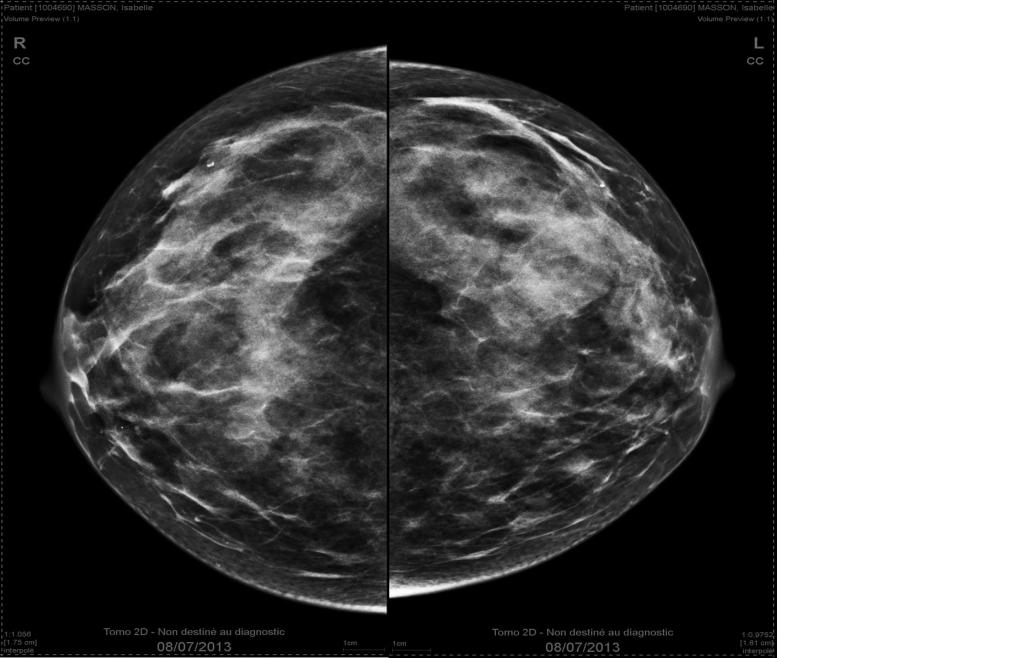 Patient [1004690] MASSON, Isabelle
Volume Preview (1.1)
R
CC
Patient [1004690] MASSON, Isabelle
Volume Preview (1.1)
L
CC
1:1.056
[1.75 cm]
interpolé
Tomo 2D - Non destiné au diagnostic
08/07/2013
1cm
1cm
Tomo 2D - Non destiné au diagnostic
08/07/2013
1:0.9752
[1.61 cm]
interpolé